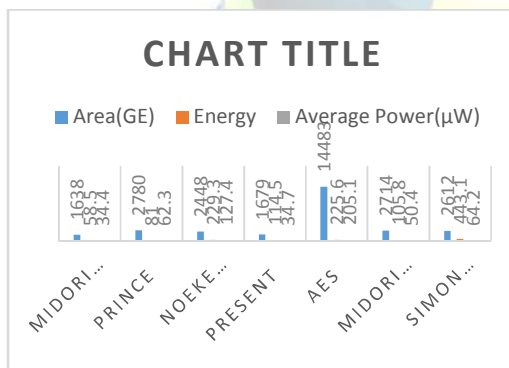 CHART TITLE
Area(GE) Energy Average Power(µW)
1638 58.5 34.4
2780 81 62.3
2448 229.3 127.4
1679 114.5 34.7
14483 225.6 205.1
2714 105.8 50.4
2612 443.1 64.2
MIDORI... PRINCE NOEKE... PRESENT AES MIDORI... SIMON...